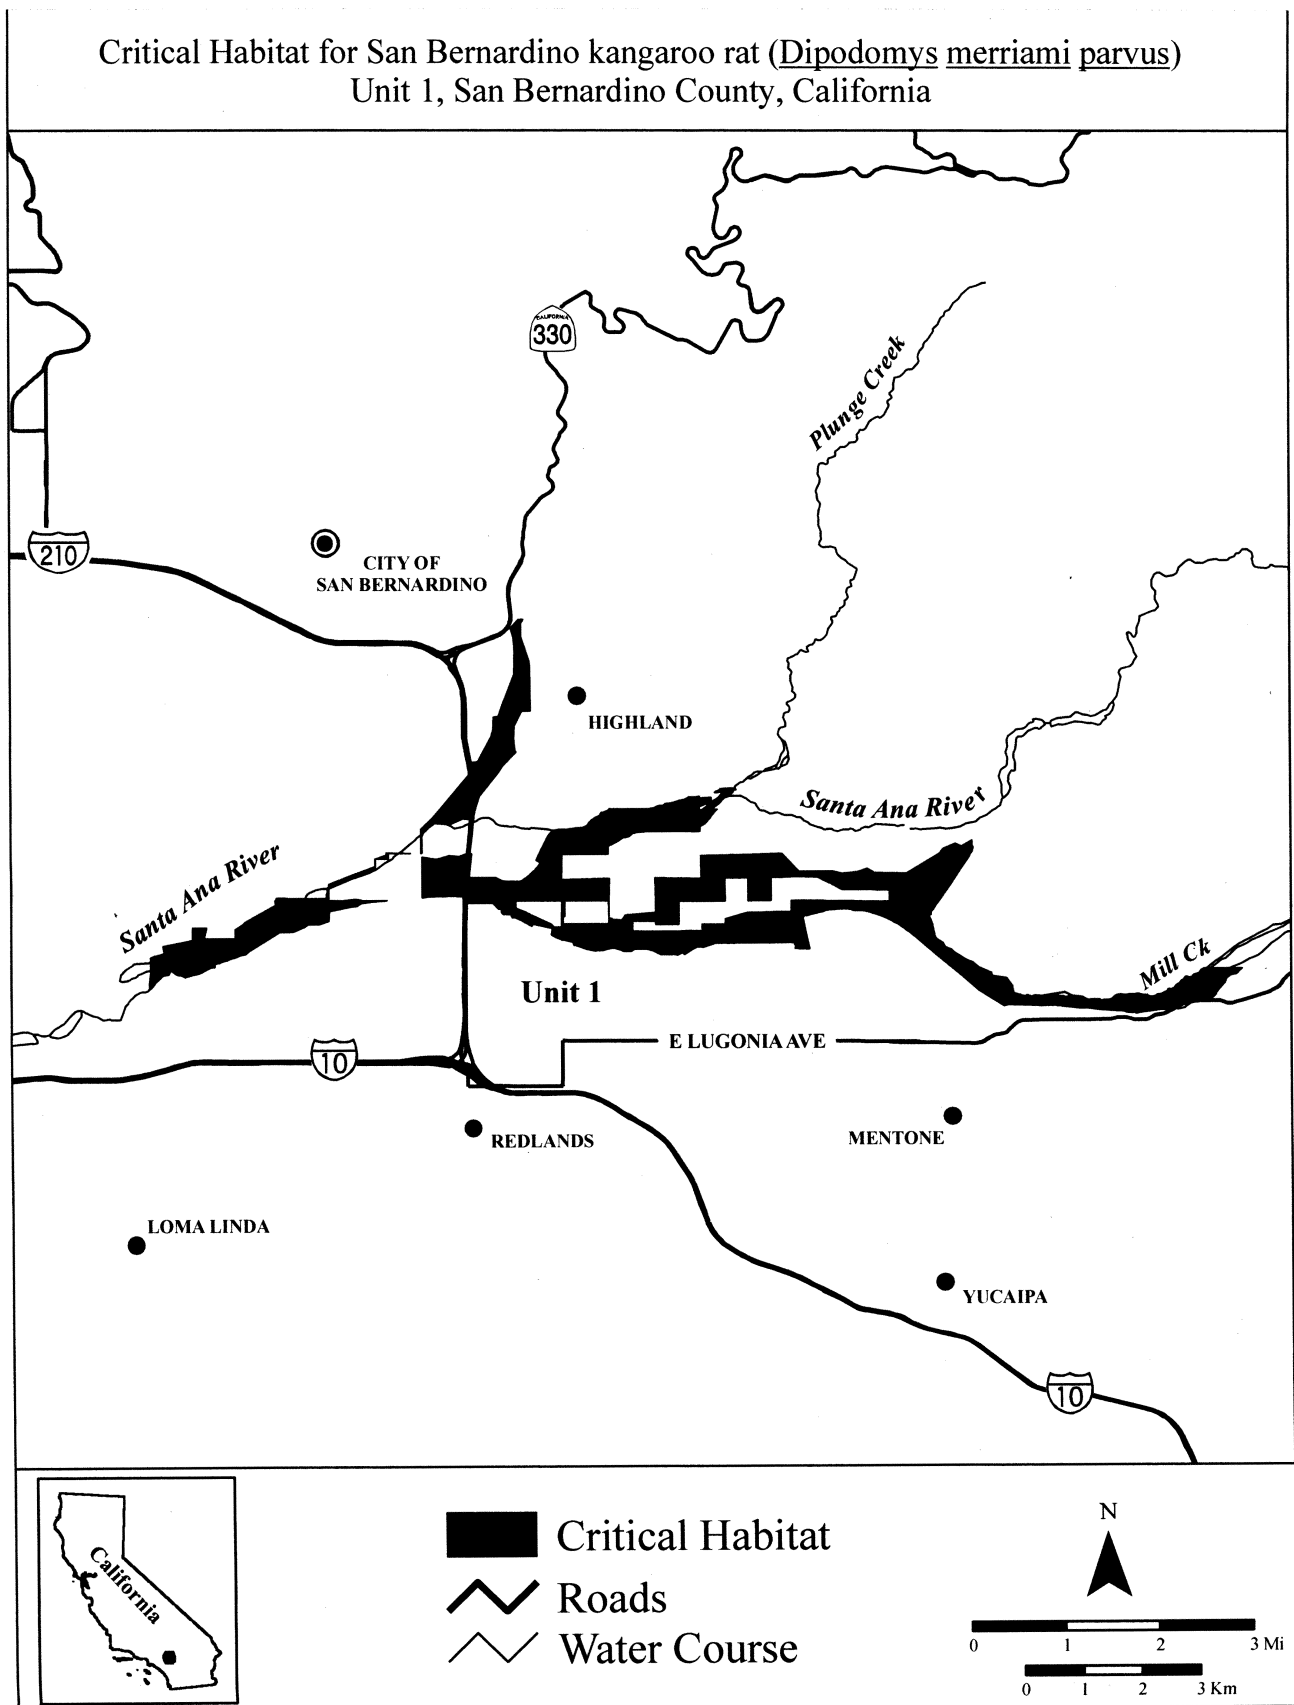 Critical Habitat for San Bernardino kangaroo rat (Dipodomys merriami parvus)
Unit 1, San Bernardino County, California
CALIFORNIA
330
Plunge Creek
210
CITY OF
SAN BERNARDINO
HIGHLAND
Santa Ana River
Santa Ana River
Mill Ck
Unit 1
E LUGONIA AVE
10
REDLANDS
MENTONE
LOMA LINDA
YUCAIPA
10
California
Critical Habitat
Roads
Water Course
N
0 1 2 3 Mi
0 1 2 3 Km